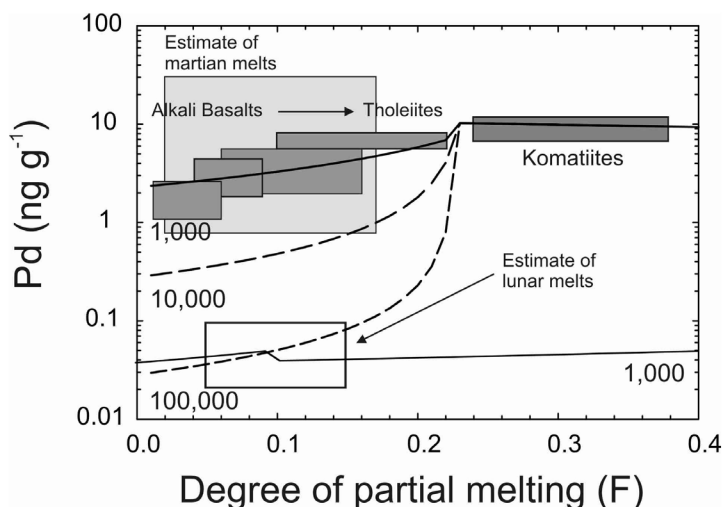 100
10
1
0.1
0.01
Pd (ng g⁻¹)
Estimate of
martian melts
Alkali Basalts → Tholeiites
Komatiites
1,000
10,000
Estimate of
lunar melts
100,000
1,000
0.0 0.1 0.2 0.3 0.4
Degree of partial melting (F)